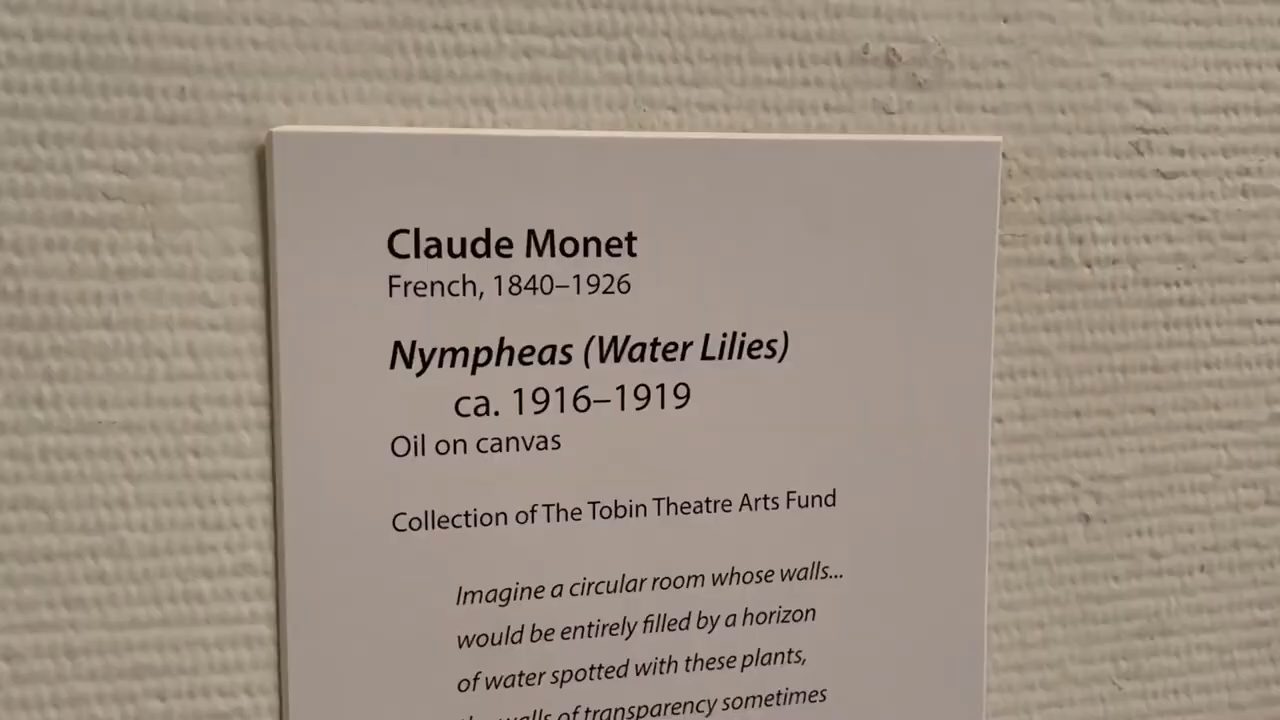 Claude Monet
French, 1840–1926
Nympheas (Water Lilies)
ca. 1916–1919
Oil on canvas
Collection of The Tobin Theatre Arts Fund
Imagine a circular room whose walls...
would be entirely filled by a horizon
of water spotted with these plants,
walls of transparency sometimes